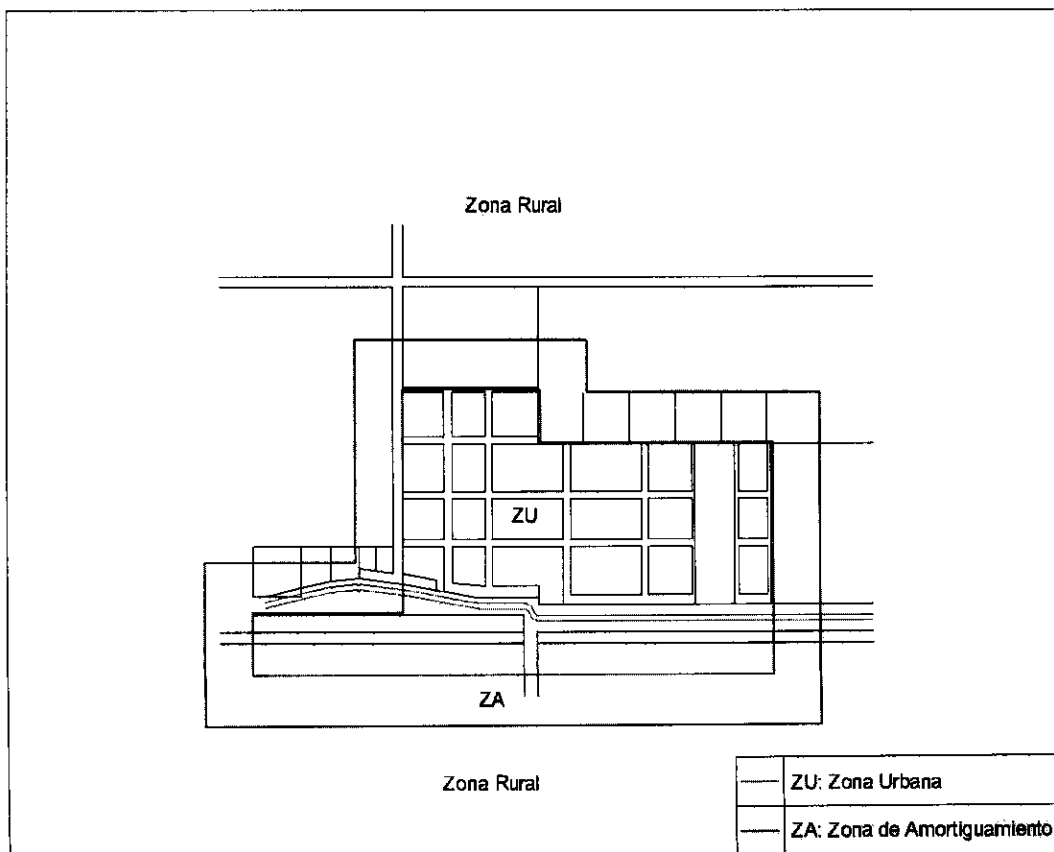 Zona Rural
ZU
ZA
Zona Rural
ZU: Zona Urbana
ZA: Zona de Amortiguamiento